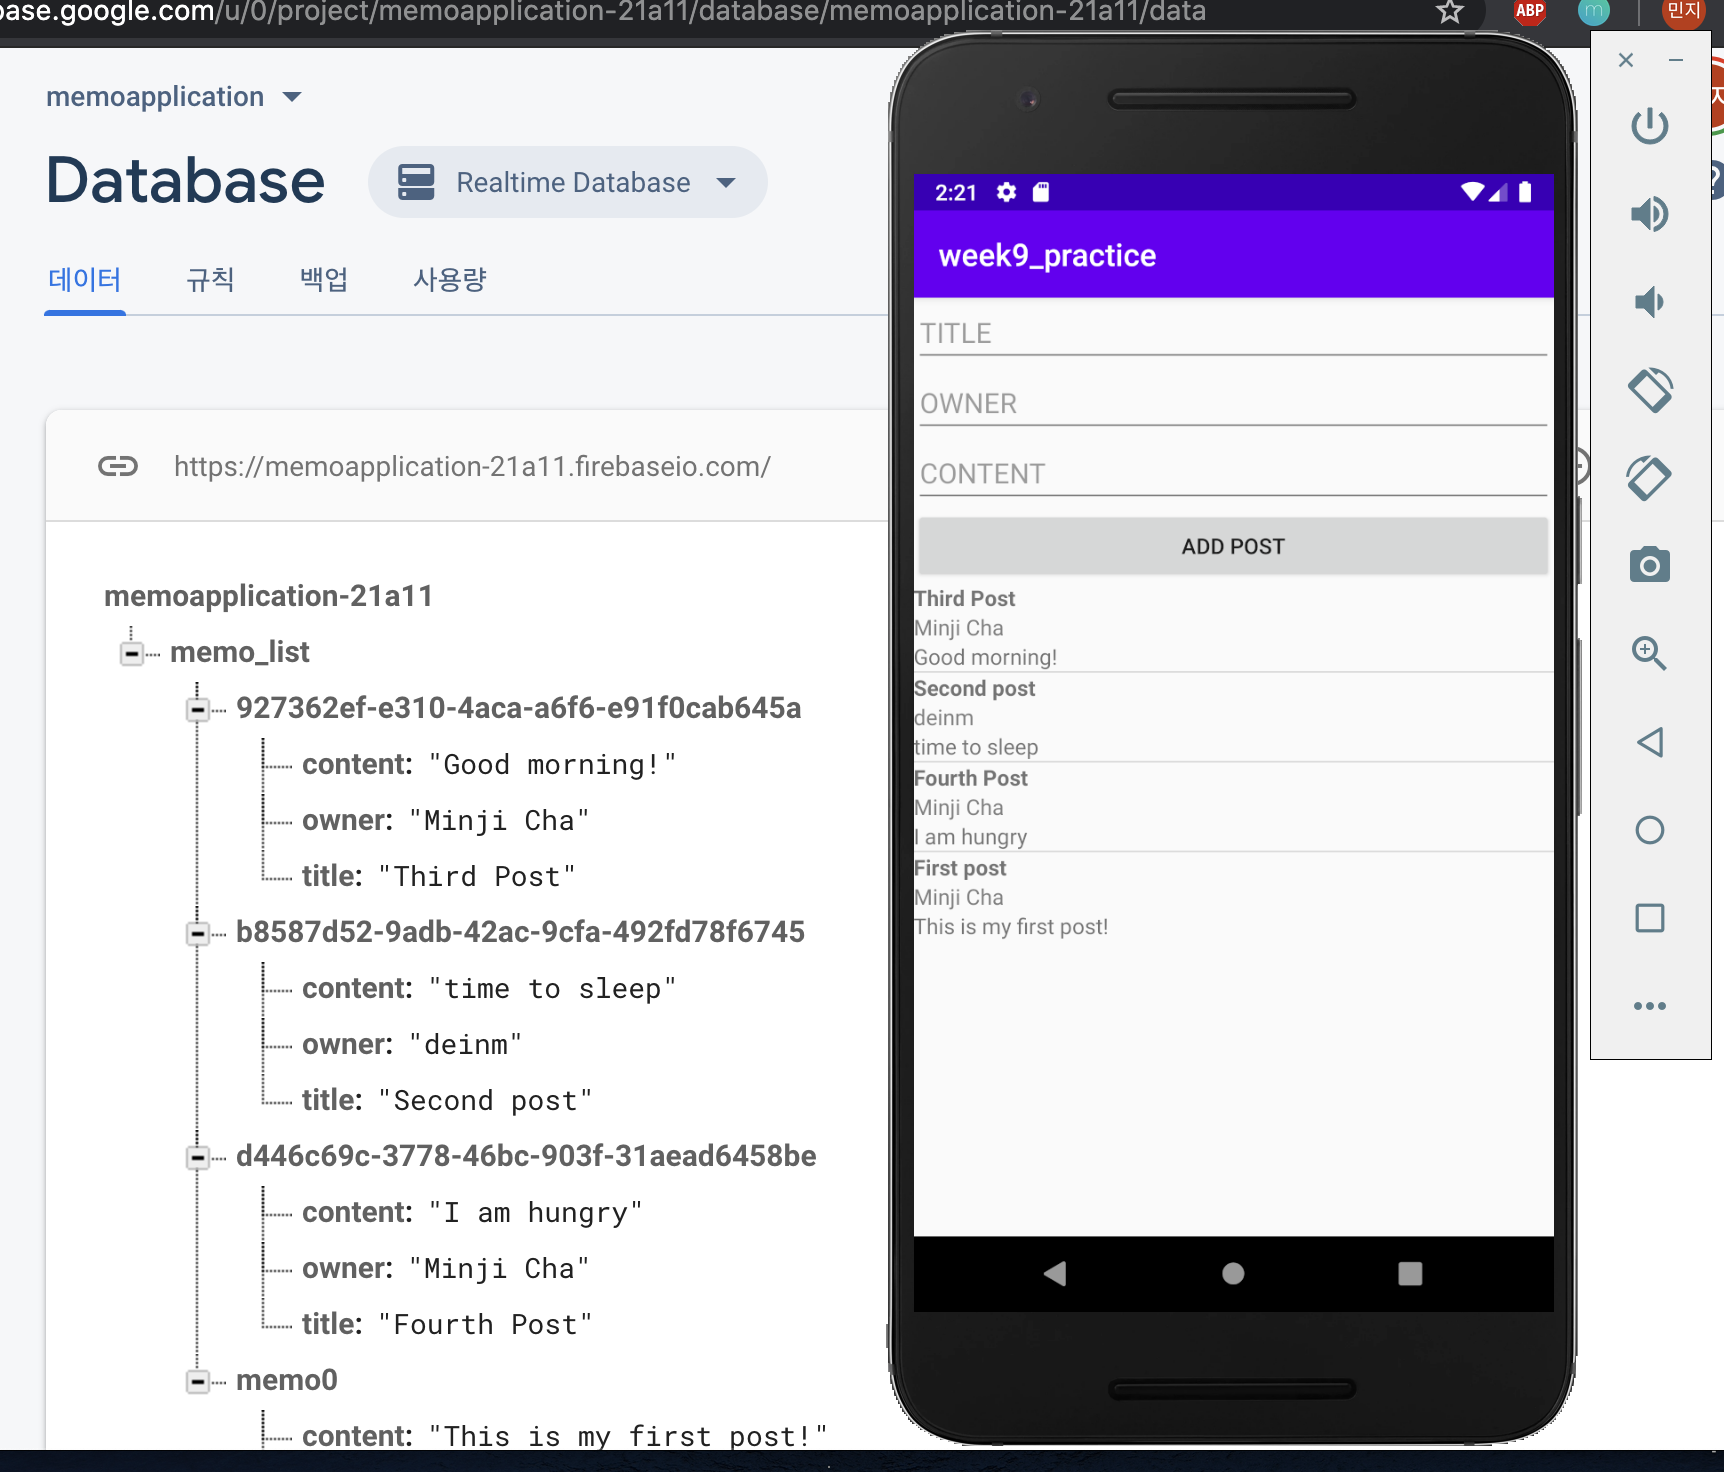 base.google.com/u/0/project/memoapplication-21a11/database/memoapplication-21a11/data
ABP
m
민지
memoapplication
Database
Realtime Database
데이터
규칙
백업
사용량
https://memoapplication-21a11.firebaseio.com/
memoapplication-21a11
memo_list
927362ef-e310-4aca-a6f6-e91f0cab645a
content: "Good morning!"
owner: "Minji Cha"
title: "Third Post"
b8587d52-9adb-42ac-9cfa-492fd78f6745
content: "time to sleep"
owner: "deinm"
title: "Second post"
d446c69c-3778-46bc-903f-31aead6458be
content: "I am hungry"
owner: "Minji Cha"
title: "Fourth Post"
memo0
content: "This is my first post!"
2:21
week9_practice
TITLE
OWNER
CONTENT
ADD POST
Third Post
Minji Cha
Good morning!
Second post
deinm
time to sleep
Fourth Post
Minji Cha
I am hungry
First post
Minji Cha
This is my first post!
?